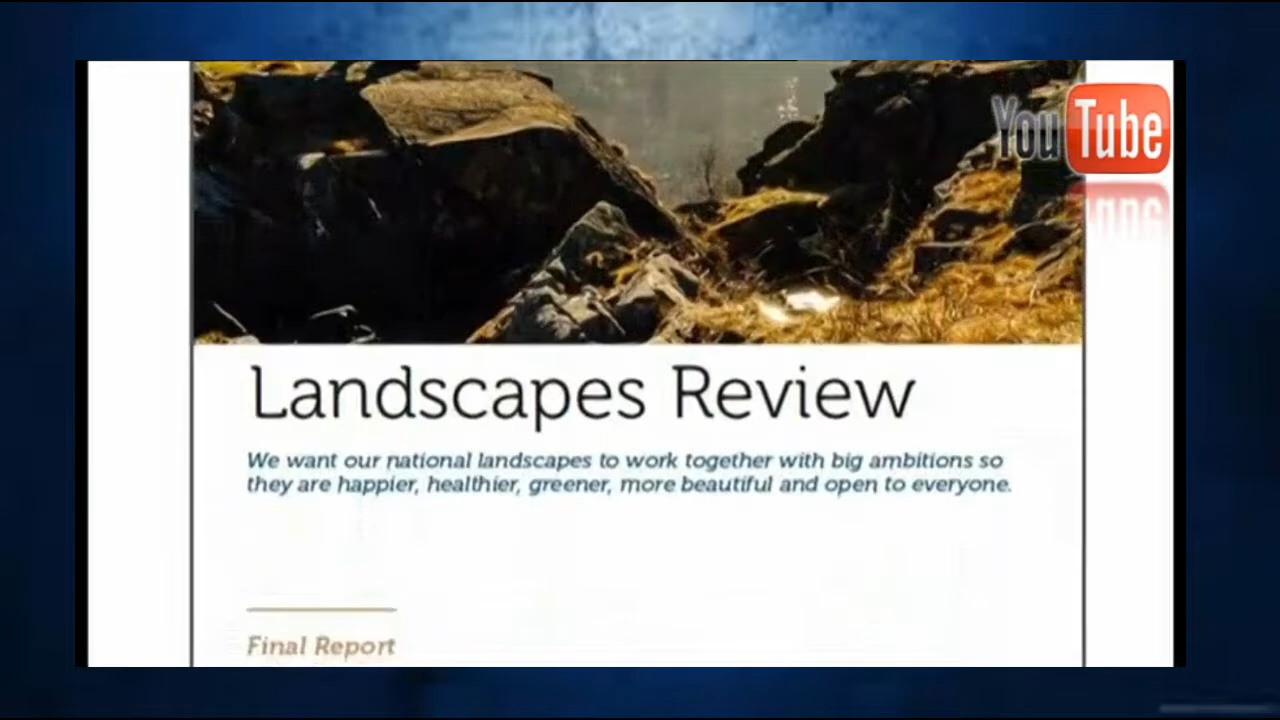 YouTube
Landscapes Review
We want our national landscapes to work together with big ambitions so
they are happier, healthier, greener, more beautiful and open to everyone.
Final Report